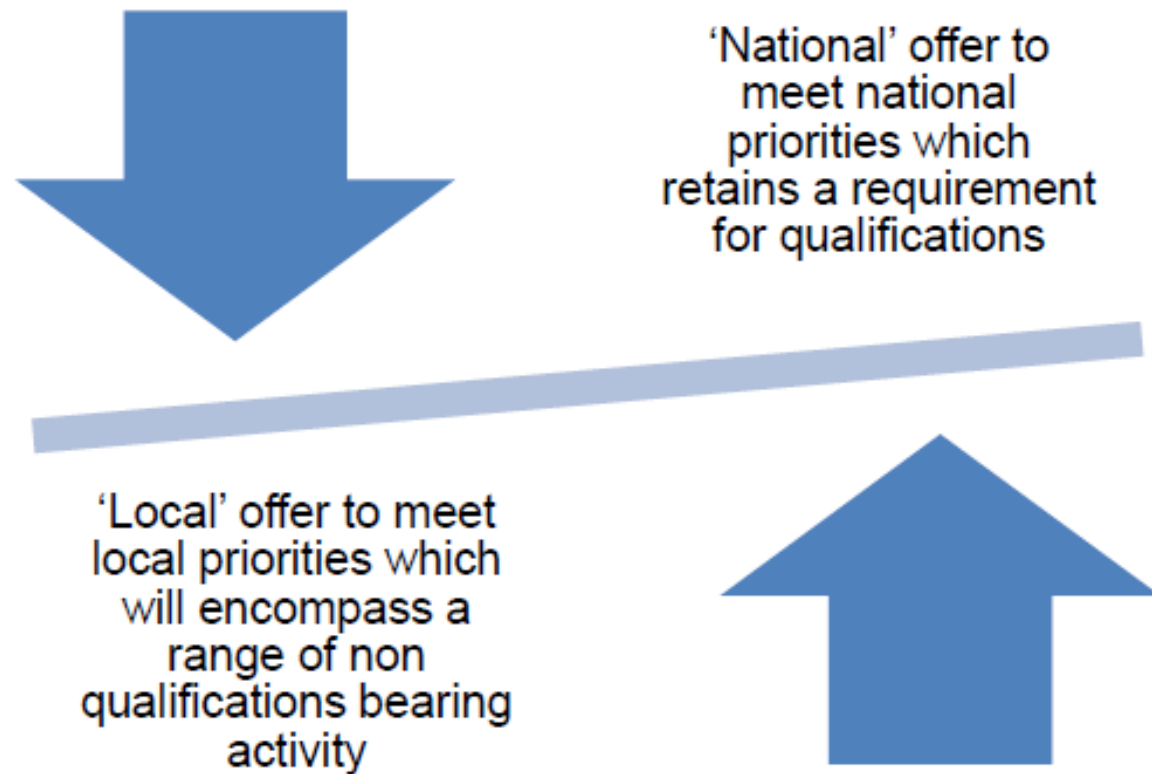 ‘National’ offer to
meet national
priorities which
retains a requirement
for qualifications
‘Local’ offer to meet
local priorities which
will encompass a
range of non
qualifications bearing
activity